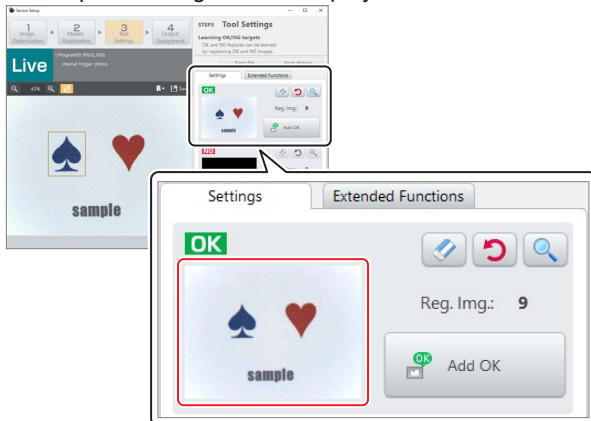 Sensor Setup
1
Image
Optimization
2
Master
Registration
3
Tool
Settings
4
Output
Assignment
STEP3 Tool Settings
Learning OK/NG targets
OK and NG features can be learned
by registering OK and NG images.
Live
internal trigger
43%
Settings
Extended Functions
OK
Reg. Img.: 9
Add OK
sample
NG
sample
Settings
Extended Functions
OK
Reg. Img.: 9
OK
Add OK
sample